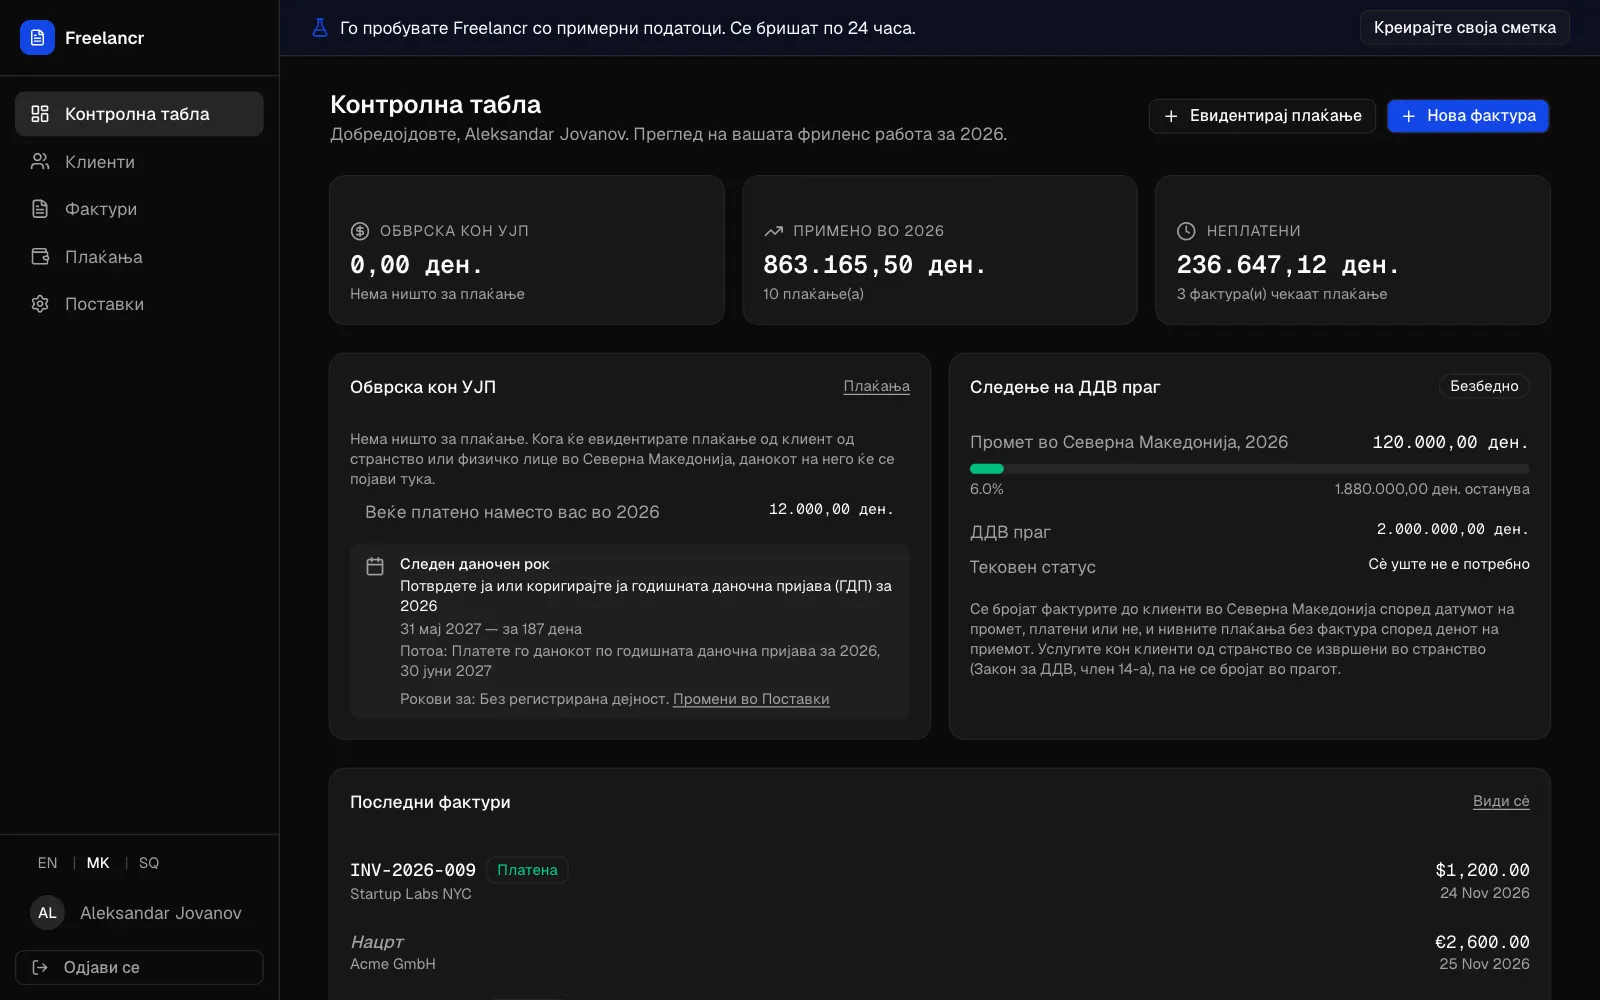 Freelancr
Го пробувате Freelancr со примерни податоци. Се бришат по 24 часа.
Креирајте своја сметка
Контролна табла
Клиенти
Фактури
Плаќања
Поставки
EN | MK | SQ
AL Aleksandar Jovanov
Одјави се
Контролна табла
Добредојдовте, Aleksandar Jovanov. Преглед на вашата фриленс работа за 2026.
+ Евидентирај плаќање
+ Нова фактура
ОБВРСКА КОН УЈП
0,00 ден.
Нема ништо за плаќање
ПРИМЕНО ВО 2026
863.165,50 ден.
10 плаќање(а)
НЕПЛАТЕНИ
236.647,12 ден.
3 фактура(и) чекаат плаќање
Обврска кон УЈП
Плаќања
Нема ништо за плаќање. Кога ќе евидентирате плаќање од клиент од
странство или физичко лице во Северна Македонија, данокот на него ќе се
појави тука.
Веќе платено наместо вас во 2026 12.000,00 ден.
Следен даночен рок
Потврдете ја или коригирајте ја годишната даночна пријава (ГДП) за
2026
31 мај 2027 — за 187 дена
Потоа: Платете го данокот по годишната даночна пријава за 2026,
30 јуни 2027
Рокови за: Без регистрирана дејност. Промени во Поставки
Следење на ДДВ праг
Безбедно
Промет во Северна Македонија, 2026 120.000,00 ден.
6.0% 1.880.000,00 ден. останува
ДДВ праг 2.000.000,00 ден.
Тековен статус Сѐ уште не е потребно
Се бројат фактурите до клиенти во Северна Македонија според датумот на
промет, платени или не, и нивните плаќања без фактура според денот на
приемот. Услугите кон клиенти од странство се извршени во странство
(Закон за ДДВ, член 14-а), па не се бројат во прагот.
Последни фактури
Види сѐ
INV-2026-009 Платена $1,200.00
Startup Labs NYC 24 Nov 2026
Нацрт €2,600.00
Acme GmbH 25 Nov 2026